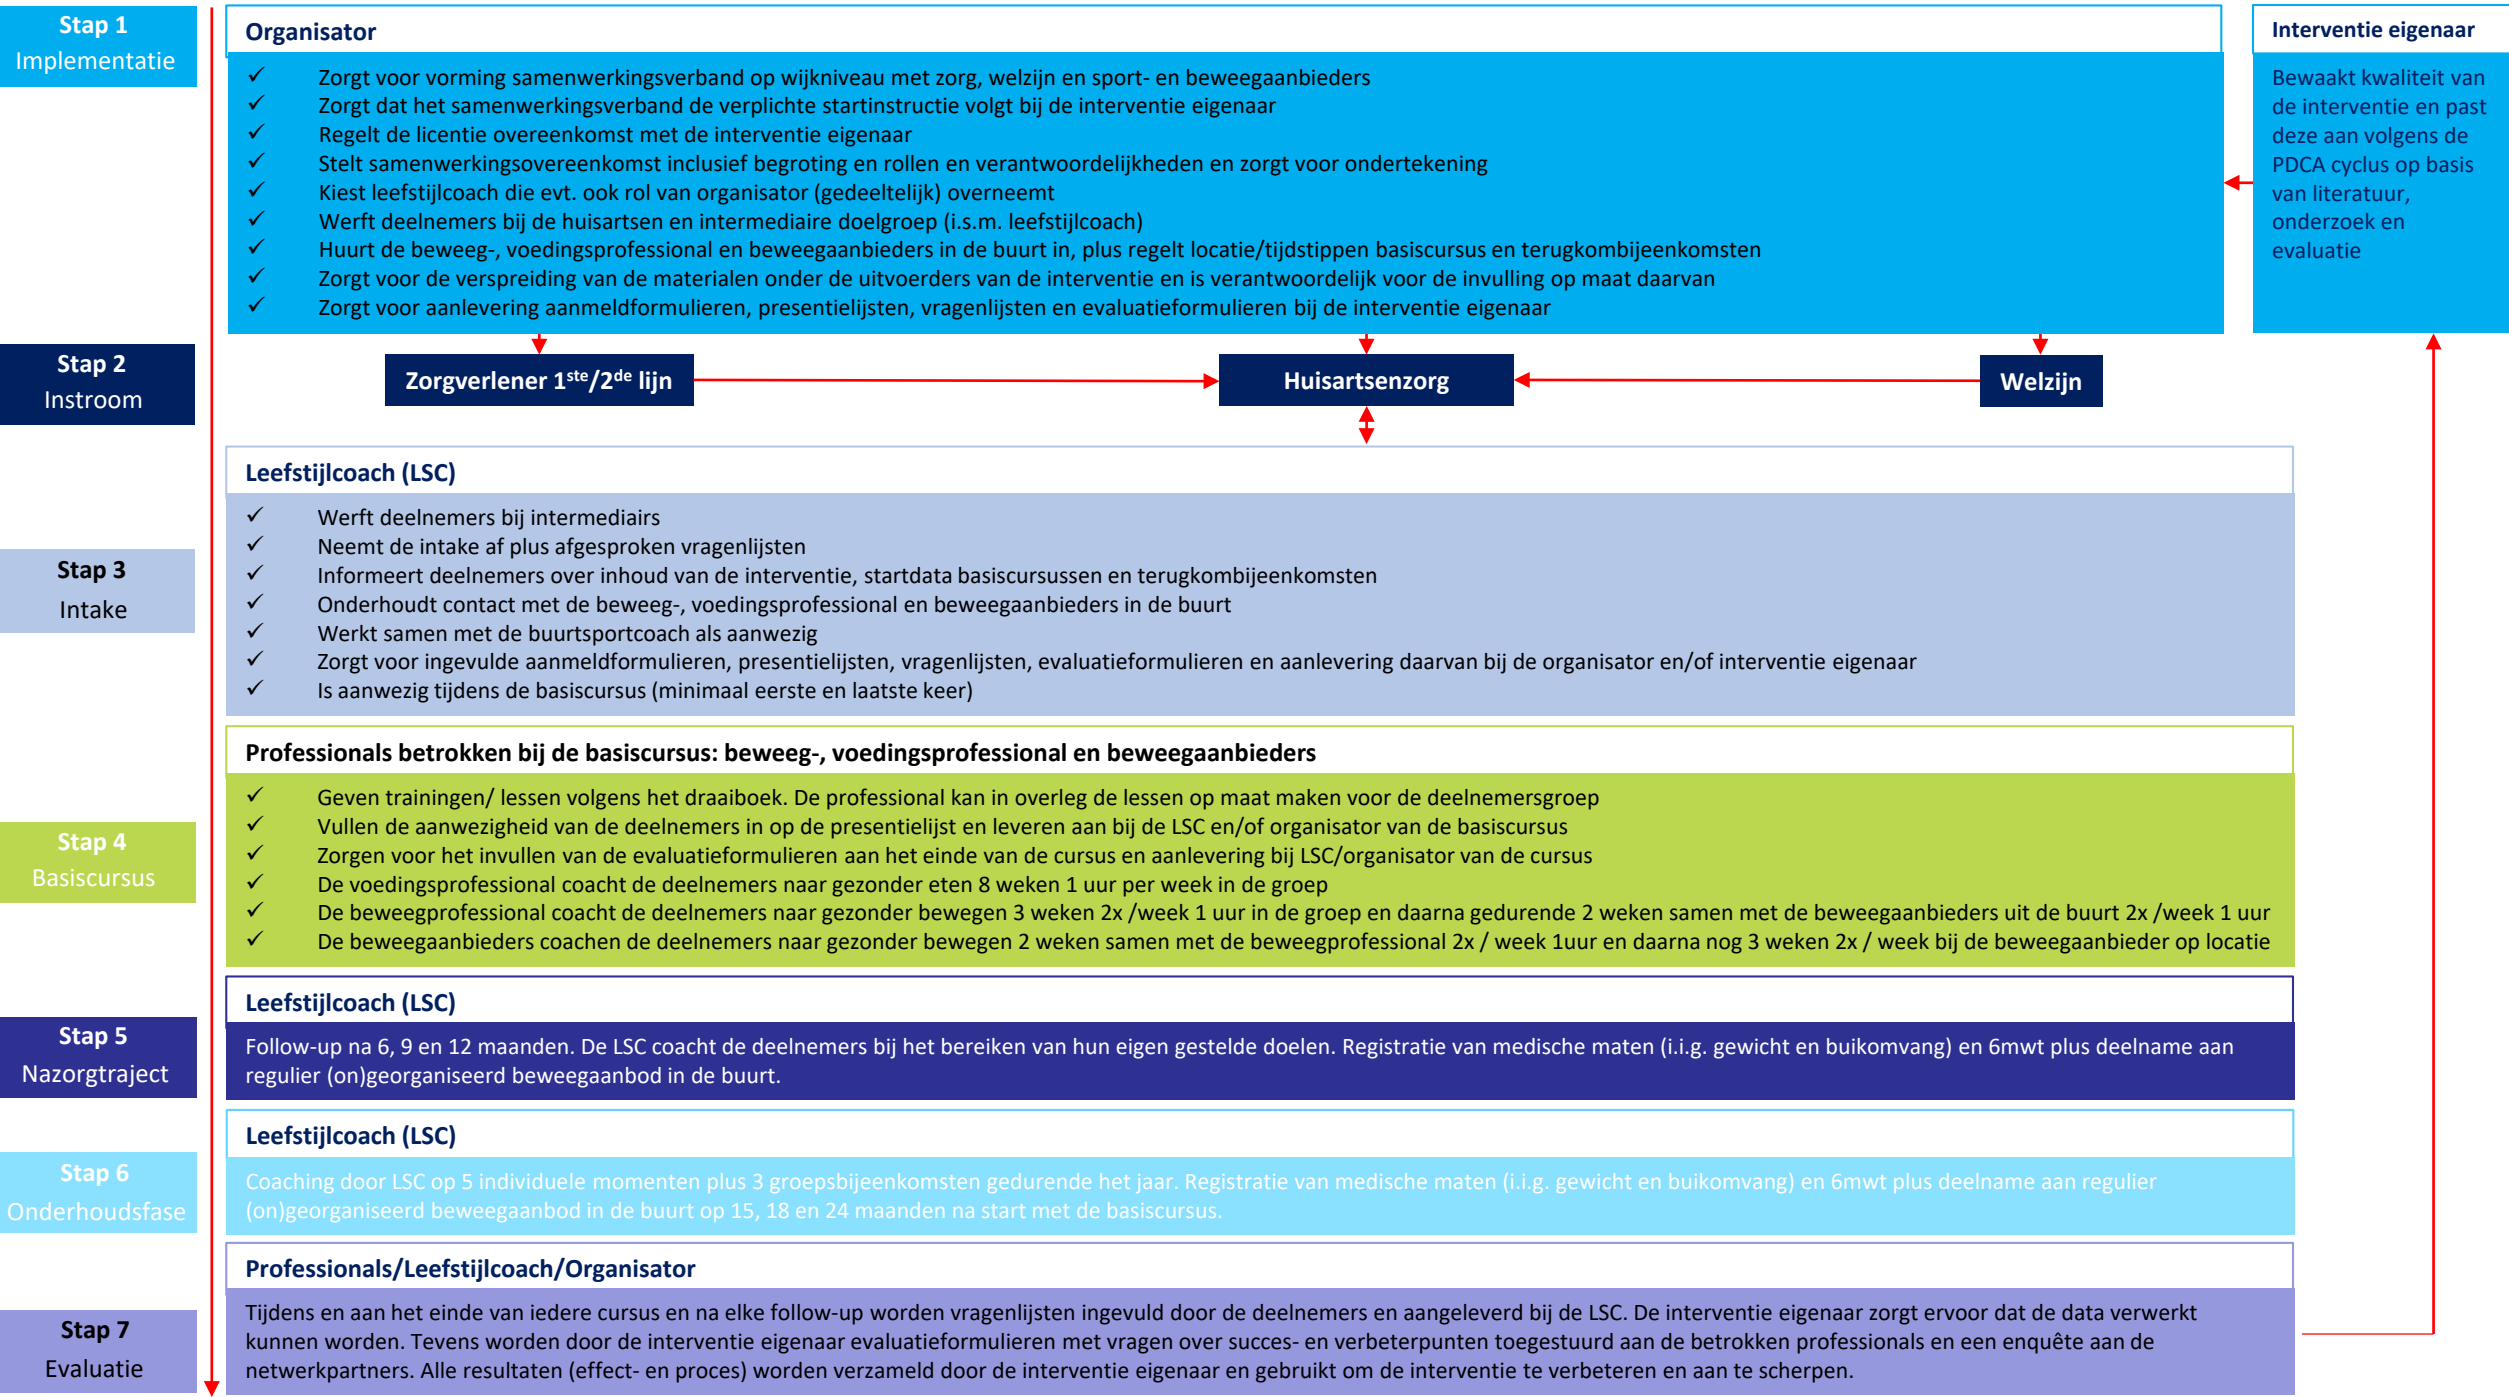 Stap 1
Implementatie
Organisator
✓ Zorgt voor vorming samenwerkingsverband op wijkniveau met zorg, welzijn en sport- en beweegaanbieders
✓ Zorgt dat het samenwerkingsverband de verplichte startinstructie volgt bij de interventie eigenaar
✓ Regelt de licentie overeenkomst met de interventie eigenaar
✓ Stelt samenwerkingsovereenkomst inclusief begroting en rollen en verantwoordelijkheden en zorgt voor ondertekening
✓ Kiest leefstijlcoach die evt. ook rol van organisator (gedeeltelijk) overneemt
✓ Werft deelnemers bij de huisartsen en intermediaire doelgroep (i.s.m. leefstijlcoach)
✓ Huurt de beweeg-, voedingsprofessional en beweegaanbieders in de buurt in, plus regelt locatie/tijdstippen basiscursus en terugkombijeenkomsten
✓ Zorgt voor de verspreiding van de materialen onder de uitvoerders van de interventie en is verantwoordelijk voor de invulling op maat daarvan
✓ Zorgt voor aanlevering aanmeldformulieren, presentielijsten, vragenlijsten en evaluatieformulieren bij de interventie eigenaar
Interventie eigenaar
Bewaakt kwaliteit van
de interventie en past
deze aan volgens de
PDCA cyclus op basis
van literatuur,
onderzoek en
evaluatie
Stap 2
Instroom
Zorgverlener 1ste/2de lijn
Huisartsenzorg
Welzijn
Stap 3
Intake
Leefstijlcoach (LSC)
✓ Werft deelnemers bij intermediairs
✓ Neemt de intake af plus afgesproken vragenlijsten
✓ Informeert deelnemers over inhoud van de interventie, startdata basiscursussen en terugkombijeenkomsten
✓ Onderhoudt contact met de beweeg-, voedingsprofessional en beweegaanbieders in de buurt
✓ Werkt samen met de buurtsportcoach als aanwezig
✓ Zorgt voor ingevulde aanmeldformulieren, presentielijsten, vragenlijsten, evaluatieformulieren en aanlevering daarvan bij de organisator en/of interventie eigenaar
✓ Is aanwezig tijdens de basiscursus (minimaal eerste en laatste keer)
Stap 4
Basiscursus
Professionals betrokken bij de basiscursus: beweeg-, voedingsprofessional en beweegaanbieders
✓ Geven trainingen/ lessen volgens het draaiboek. De professional kan in overleg de lessen op maat maken voor de deelnemersgroep
✓ Vullen de aanwezigheid van de deelnemers in op de presentielijst en leveren aan bij de LSC en/of organisator van de basiscursus
✓ Zorgen voor het invullen van de evaluatieformulieren aan het einde van de cursus en aanlevering bij LSC/organisator van de cursus
✓ De voedingsprofessional coacht de deelnemers naar gezonder eten 8 weken 1 uur per week in de groep
✓ De beweegprofessional coacht de deelnemers naar gezonder bewegen 3 weken 2x /week 1 uur in de groep en daarna gedurende 2 weken samen met de beweegaanbieders uit de buurt 2x /week 1 uur
✓ De beweegaanbieders coachen de deelnemers naar gezonder bewegen 2 weken samen met de beweegprofessional 2x / week 1uur en daarna nog 3 weken 2x / week bij de beweegaanbieder op locatie
Stap 5
Nazorgtraject
Leefstijlcoach (LSC)
Follow-up na 6, 9 en 12 maanden. De LSC coacht de deelnemers bij het bereiken van hun eigen gestelde doelen. Registratie van medische maten (i.i.g. gewicht en buikomvang) en 6mwt plus deelname aan
regulier (on)georganiseerd beweegaanbod in de buurt.
Stap 6
Onderhoudsfase
Leefstijlcoach (LSC)
Coaching door LSC op 5 individuele momenten plus 3 groepsbijeenkomsten gedurende het jaar. Registratie van medische maten (i.i.g. gewicht en buikomvang) en 6mwt plus deelname aan regulier
(on)georganiseerd beweegaanbod in de buurt op 15, 18 en 24 maanden na start met de basiscursus.
Stap 7
Evaluatie
Professionals/Leefstijlcoach/Organisator
Tijdens en aan het einde van iedere cursus en na elke follow-up worden vragenlijsten ingevuld door de deelnemers en aangeleverd bij de LSC. De interventie eigenaar zorgt ervoor dat de data verwerkt
kunnen worden. Tevens worden door de interventie eigenaar evaluatieformulieren met vragen over succes- en verbeterpunten toegestuurd aan de betrokken professionals en een enquête aan de
netwerkpartners. Alle resultaten (effect- en proces) worden verzameld door de interventie eigenaar en gebruikt om de interventie te verbeteren en aan te scherpen.